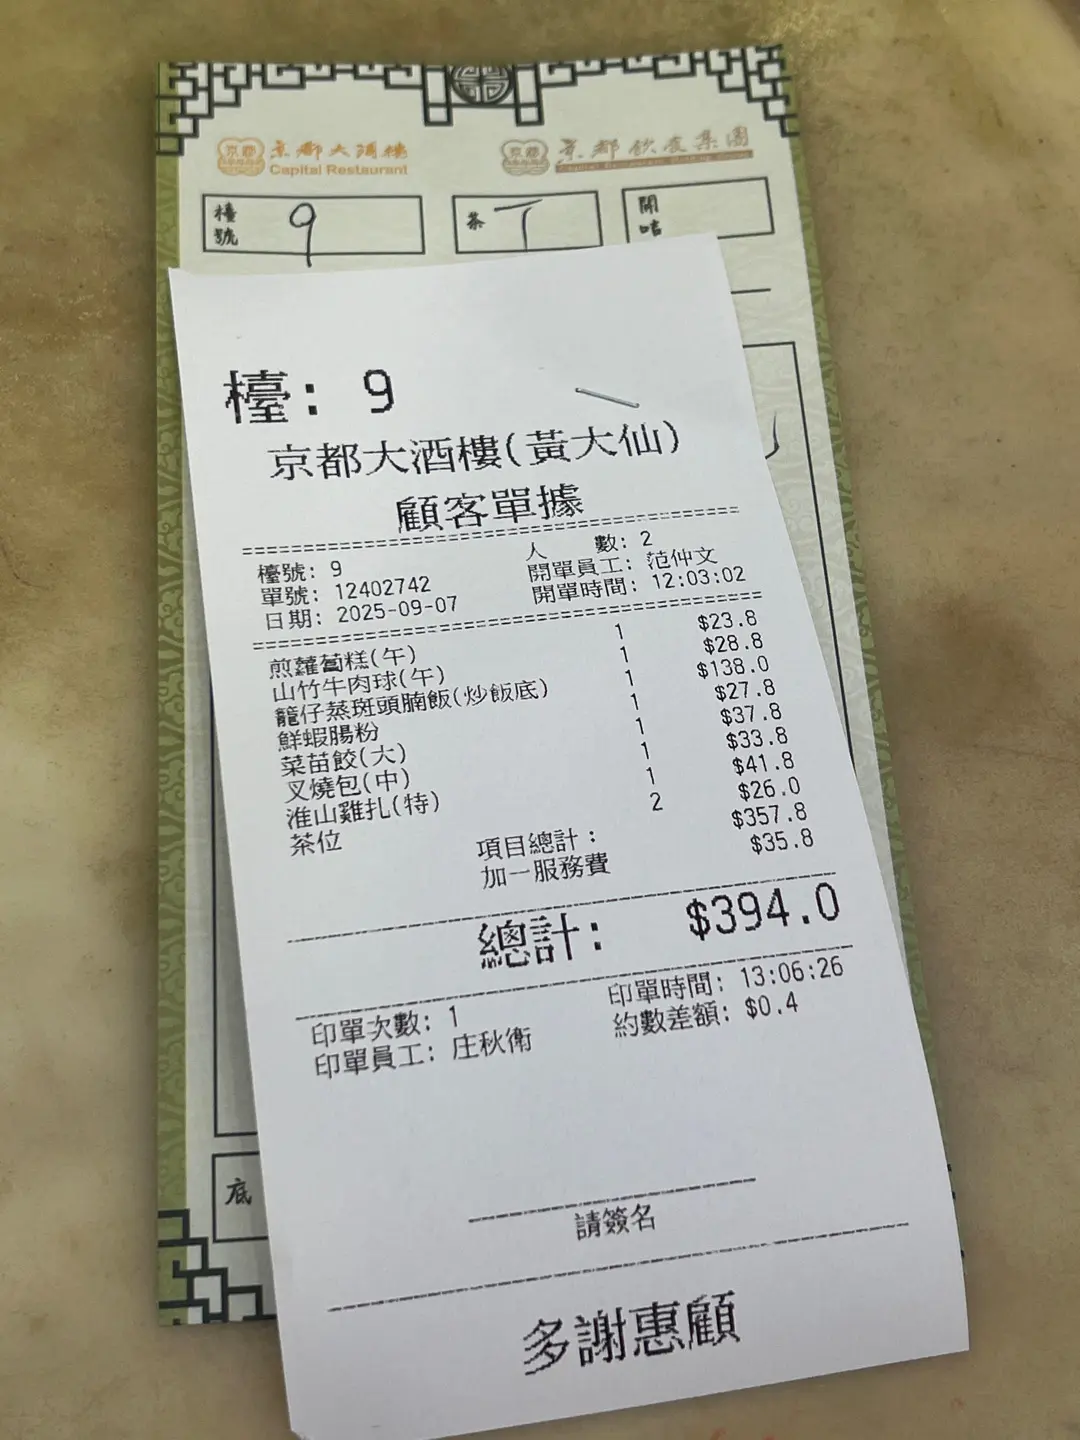 京都大酒樓
Capital Restaurant
京都飲食集團
檯號 9
茶 T
開咭
檯: 9
京都大酒樓(黃大仙)
顧客單據
檯號: 9 人 數: 2
單號: 12402742 開單員工: 范仲文
日期: 2025-09-07 開單時間: 12:03:02
煎蘿蔔糕(午) 1 $23.8
山竹牛肉球(午) 1 $28.8
籠仔蒸斑頭腩飯(炒飯底) 1 $138.0
鮮蝦腸粉 1 $27.8
菜苗餃(大) 1 $37.8
叉燒包(中) 1 $33.8
淮山雞扎(特) 1 $41.8
茶位 2 $26.0
項目總計: $357.8
加一服務費 $35.8
總計: $394.0
印單次數: 1 印單時間: 13:06:26
印單員工: 庄秋衛 約數差額: $0.4
請簽名
底
多謝惠顧